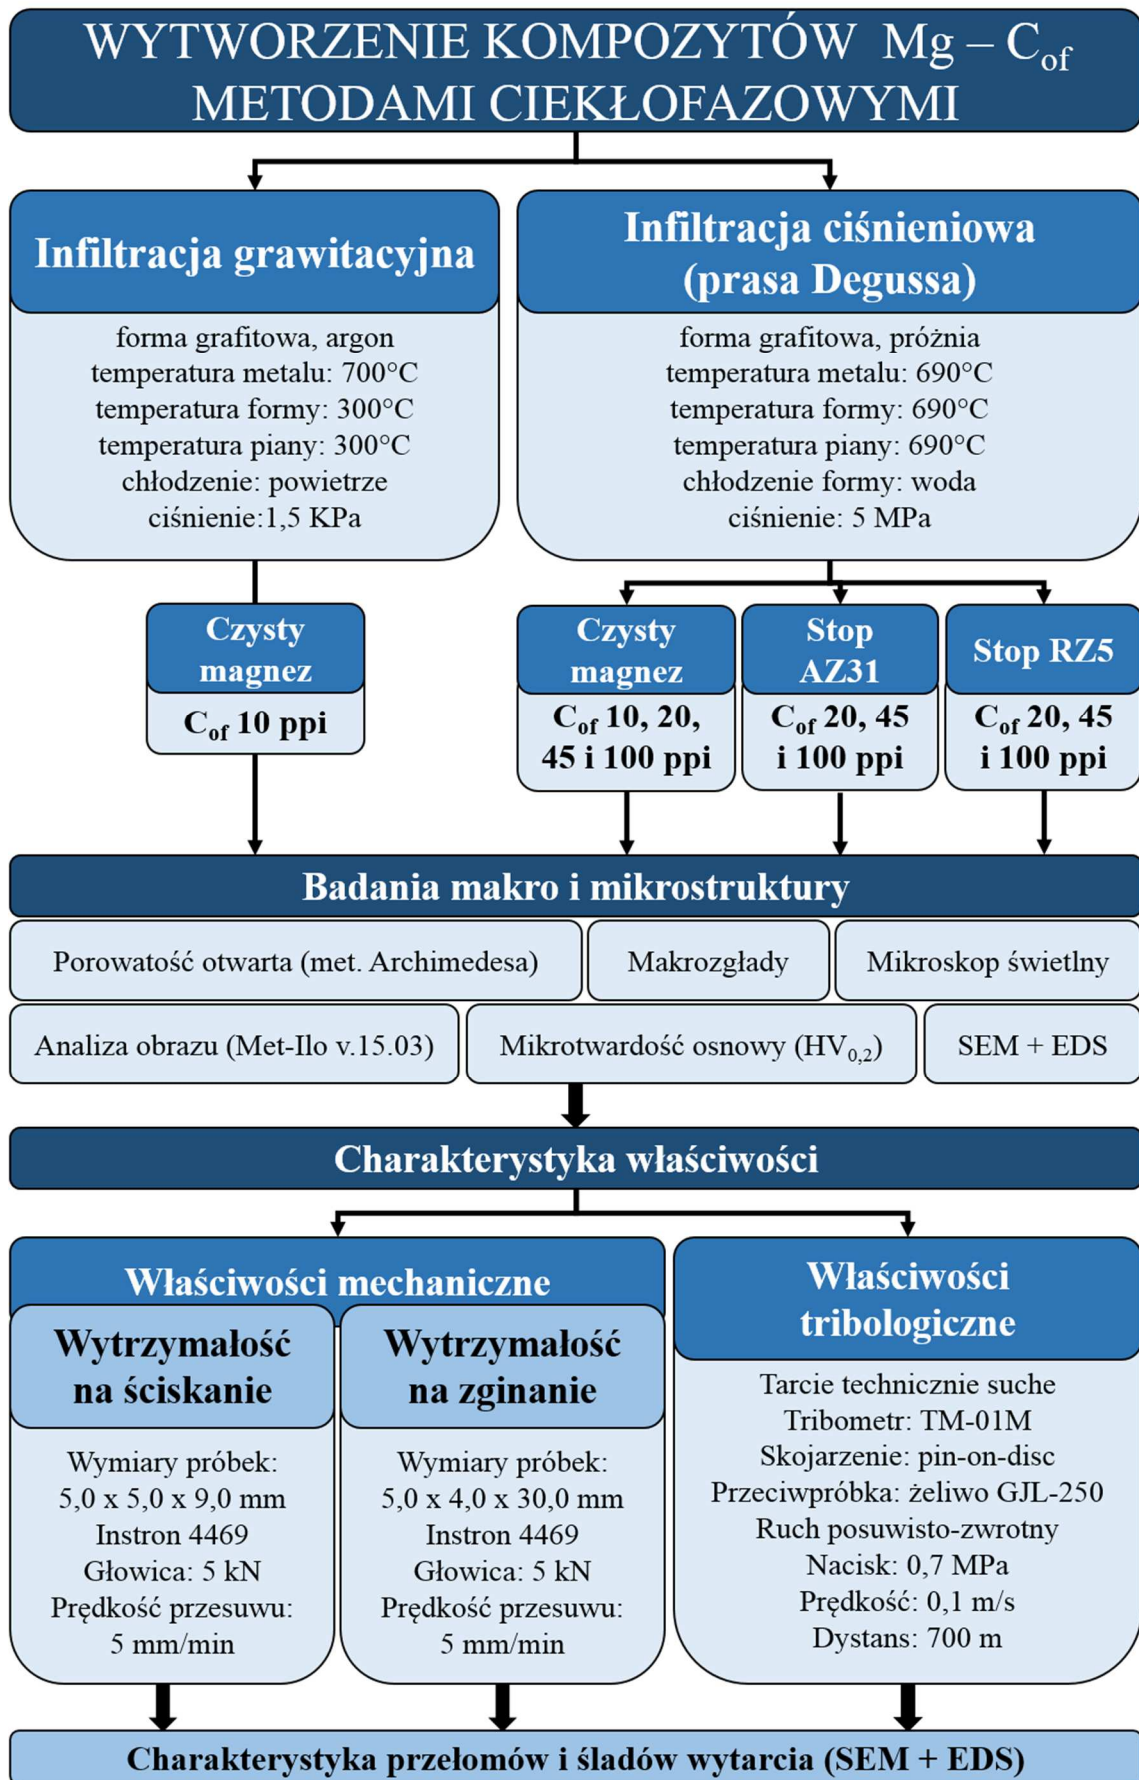 WYTWORZENIE KOMPOZYTÓW Mg – Cof
METODAMI CIEKŁOFAZOWYMI
Infiltracja grawitacyjna
forma grafitowa, argon
temperatura metalu: 700°C
temperatura formy: 300°C
temperatura piany: 300°C
chłodzenie: powietrze
ciśnienie:1,5 KPa
Infiltracja ciśnieniowa
(prasa Degussa)
forma grafitowa, próżnia
temperatura metalu: 690°C
temperatura formy: 690°C
temperatura piany: 690°C
chłodzenie formy: woda
ciśnienie: 5 MPa
Czysty
magnez
Cof 10 ppi
Czysty
magnez
Cof 10, 20,
45 i 100 ppi
Stop
AZ31
Cof 20, 45
i 100 ppi
Stop RZ5
Cof 20, 45
i 100 ppi
Badania makro i mikrostruktury
Porowatość otwarta (met. Archimedesa)
Makrozgłady
Mikroskop świetlny
Analiza obrazu (Met-Ilo v.15.03)
Mikrotwardość osnowy (HV0,2)
SEM + EDS
Charakterystyka właściwości
Właściwości mechaniczne
Wytrzymałość
na ściskanie
Wymiary próbek:
5,0 x 5,0 x 9,0 mm
Instron 4469
Głowica: 5 kN
Prędkość przesuwu:
5 mm/min
Wytrzymałość
na zginanie
Wymiary próbek:
5,0 x 4,0 x 30,0 mm
Instron 4469
Głowica: 5 kN
Prędkość przesuwu:
5 mm/min
Właściwości
tribologiczne
Tarcie technicznie suche
Tribometr: TM-01M
Skojarzenie: pin-on-disc
Przeciwpróbka: żeliwo GJL-250
Ruch posuwisto-zwrotny
Nacisk: 0,7 MPa
Prędkość: 0,1 m/s
Dystans: 700 m
Charakterystyka przełomów i śladów wytarcia (SEM + EDS)